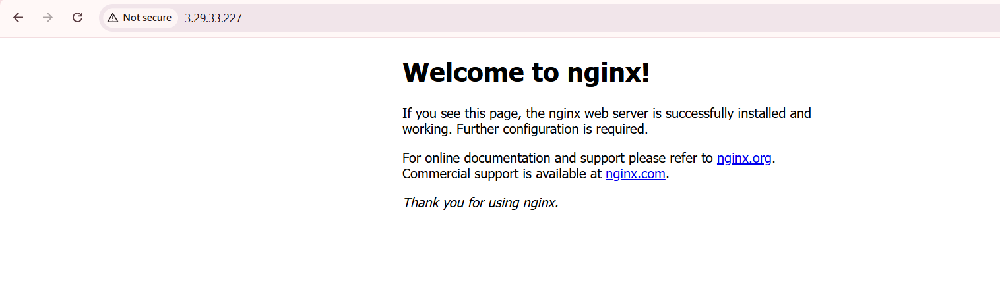 Not secure 3.29.33.227
Welcome to nginx!
If you see this page, the nginx web server is successfully installed and
working. Further configuration is required.
For online documentation and support please refer to nginx.org.
Commercial support is available at nginx.com.
Thank you for using nginx.